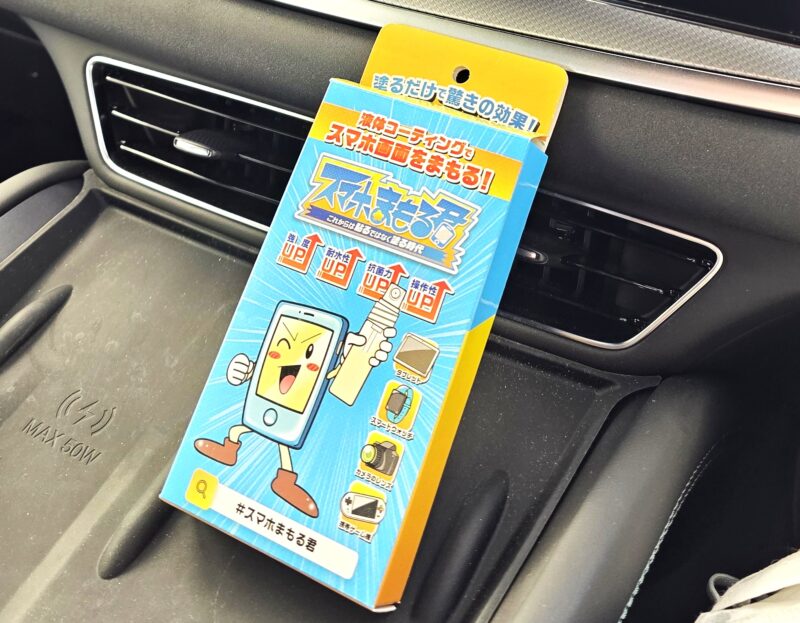 塗るだけで驚きの効果!
液体コーティングで
スマホ画面をまもる!
スマホまもる君
これからは貼るではなく塗る時代
強度UP
耐水性UP
抗菌力UP
操作性UP
タブレット
スマートウォッチ
カメラのレンズ
携帯ゲーム機
#スマホまもる君
MAX 50W